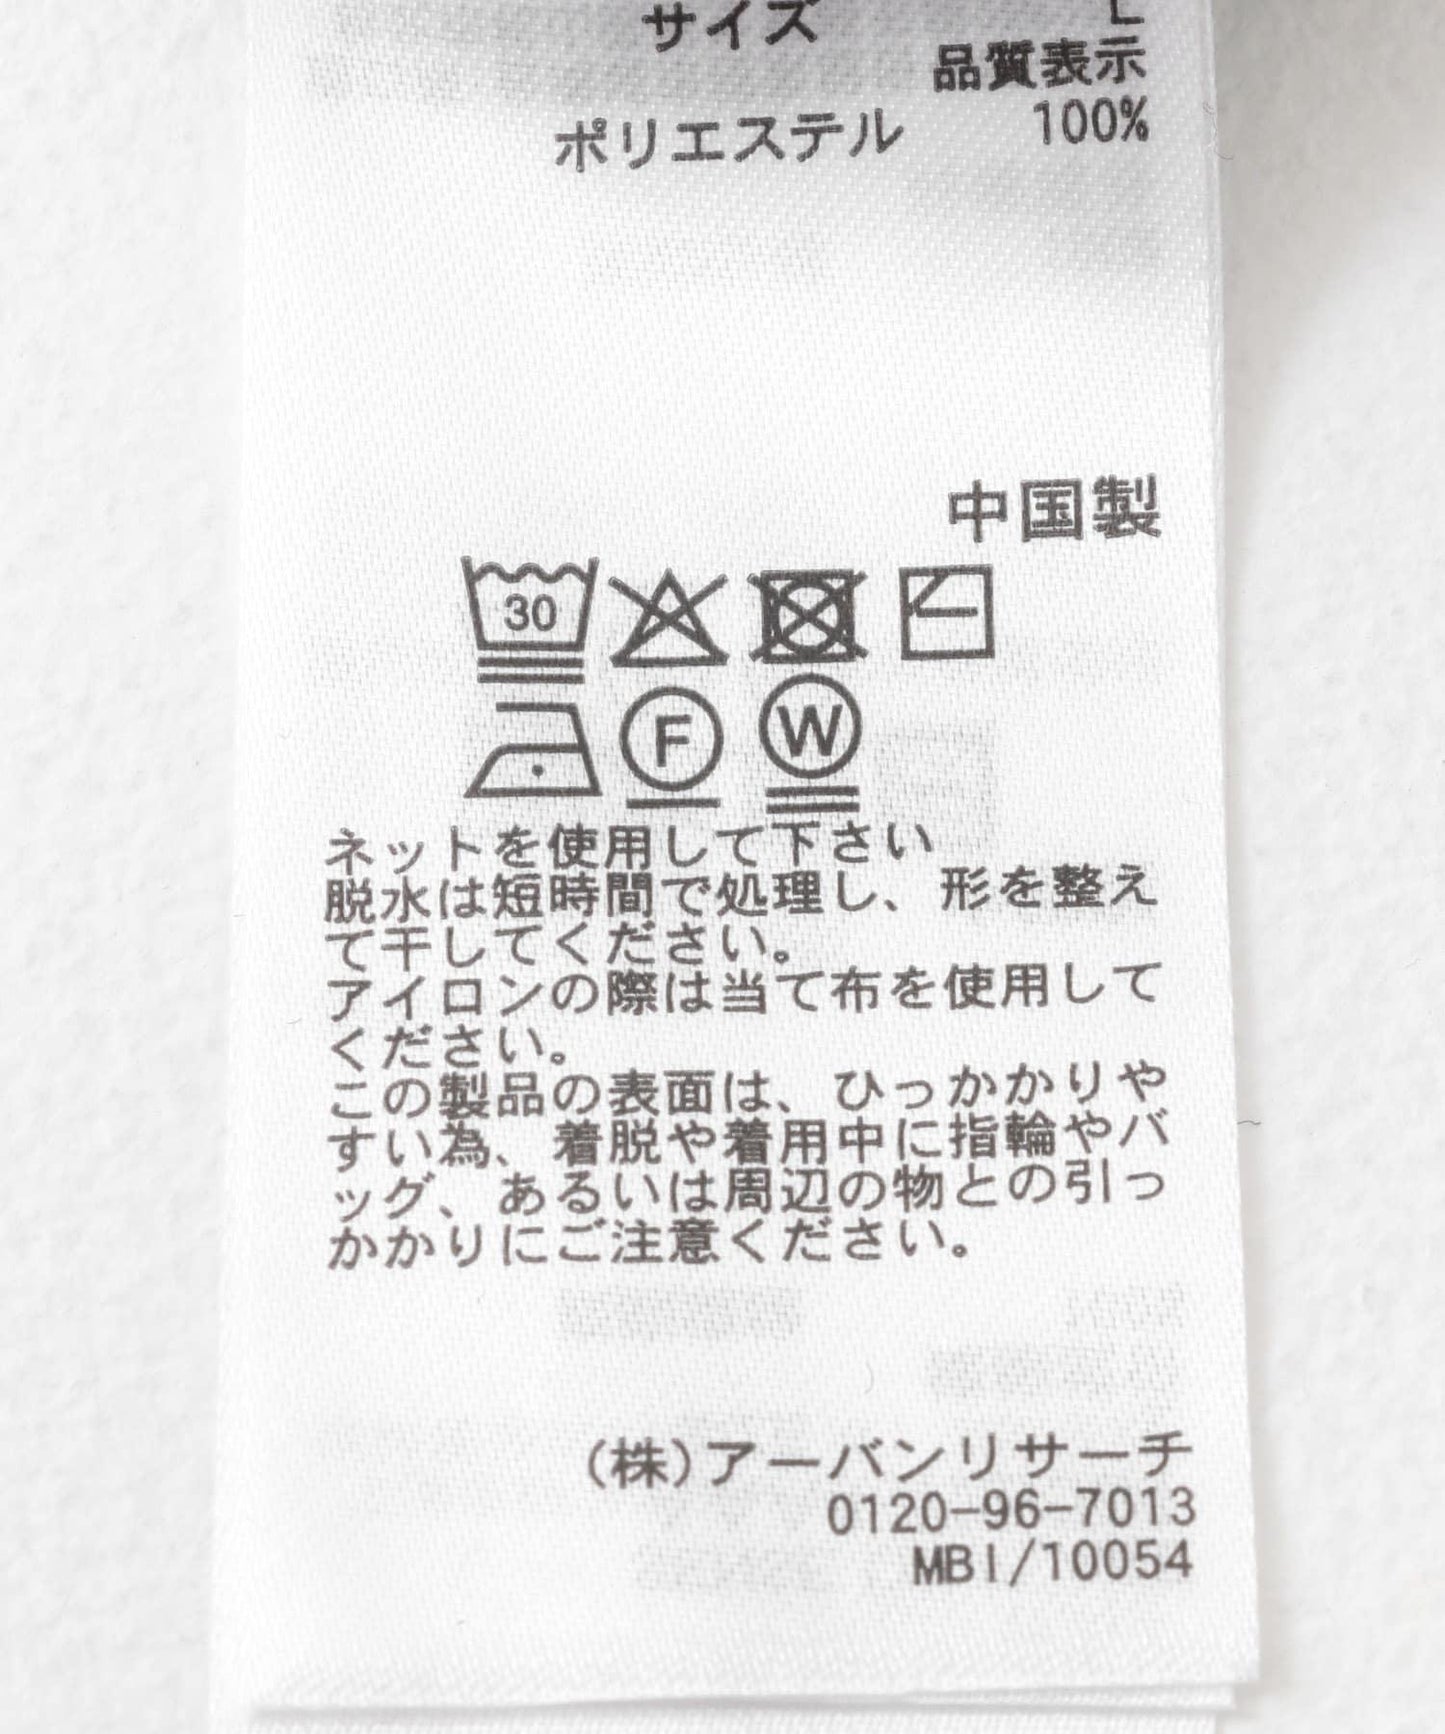 サイズ L
品質表示
ポリエステル 100%
中国製
30
F W
ネットを使用して下さい
脱水は短時間で処理し、形を整え
て干してください。
アイロンの際は当て布を使用して
ください。
この製品の表面は、ひっかかりや
すい為、着脱や着用中に指輪やバ
ッグ、あるいは周辺の物との引っ
かかりにご注意ください。
(株)アーバンリサーチ
0120-96-7013
MBI/10054